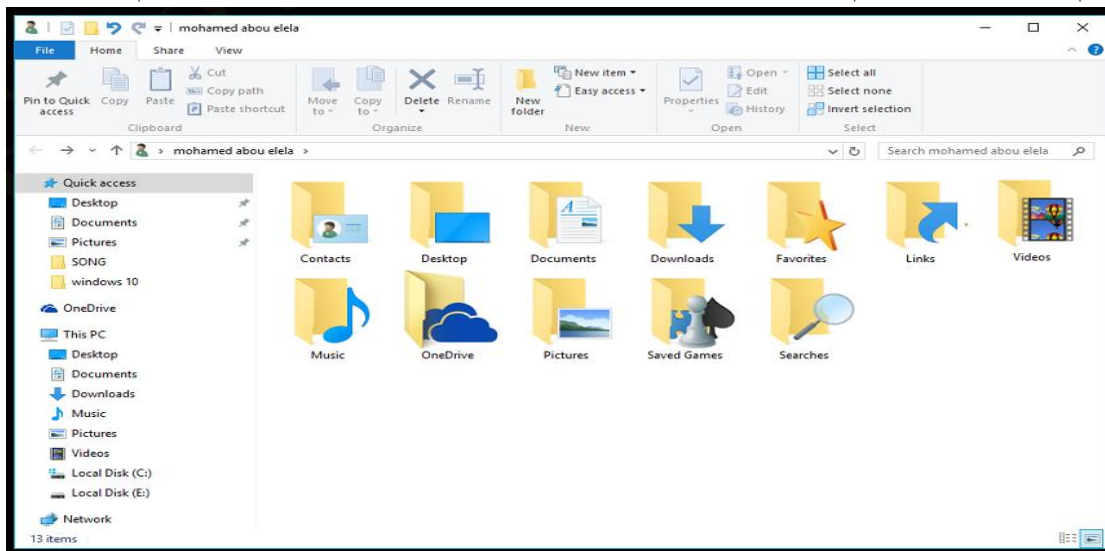 mohamed abou elela
File Home Share View
Pin to Quick access
Copy
Paste
Cut
Copy path
Paste shortcut
Clipboard
Move to
Copy to
Delete
Rename
Organize
New folder
New item
Easy access
New
Properties
Open
Edit
History
Open
Select all
Select none
Invert selection
Select
mohamed abou elela
Search mohamed abou elela
Quick access
Desktop
Documents
Pictures
SONG
windows 10
OneDrive
This PC
Desktop
Documents
Downloads
Music
Pictures
Videos
Local Disk (C:)
Local Disk (E:)
Network
Contacts Desktop Documents Downloads Favorites Links Videos
Music OneDrive Pictures Saved Games Searches
13 items